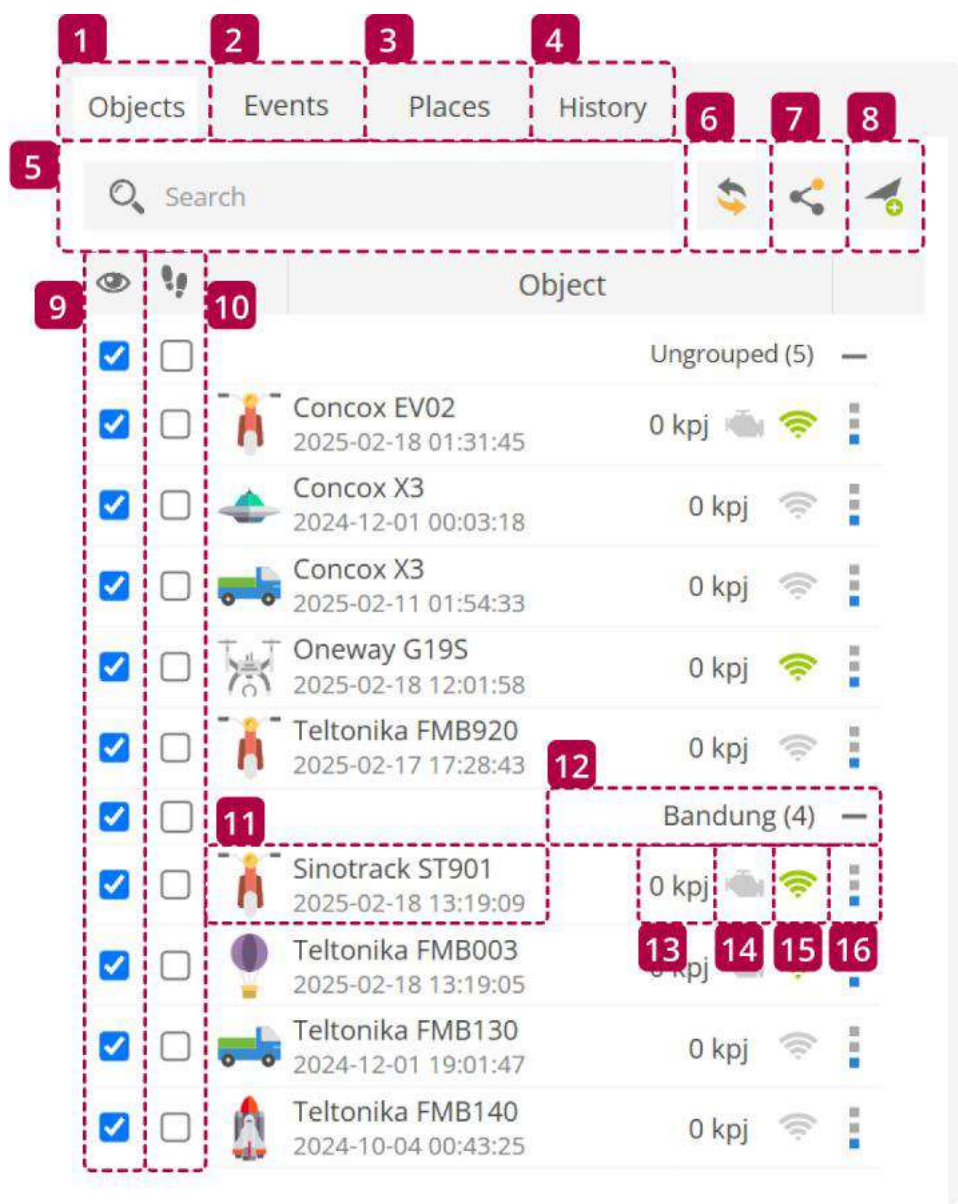 1 2 3 4
Objects Events Places History
6 7 8
5
Search
9 10 Object
Ungrouped (5)
Concox EV02
0 kpj
2025-02-18 01:31:45
Concox X3
0 kpj
2024-12-01 00:03:18
Concox X3
0 kpj
2025-02-11 01:54:33
Oneway G19S
0 kpj
2025-02-18 12:01:58
Teltonika FMB920
0 kpj
2025-02-17 17:28:43
12
11 Bandung (4)
Sinotrack ST901
0 kpj
2025-02-18 13:19:09
13 14 15 16
Teltonika FMB003
kpj
2025-02-18 13:19:05
Teltonika FMB130
0 kpj
2024-12-01 19:01:47
Teltonika FMB140
0 kpj
2024-10-04 00:43:25